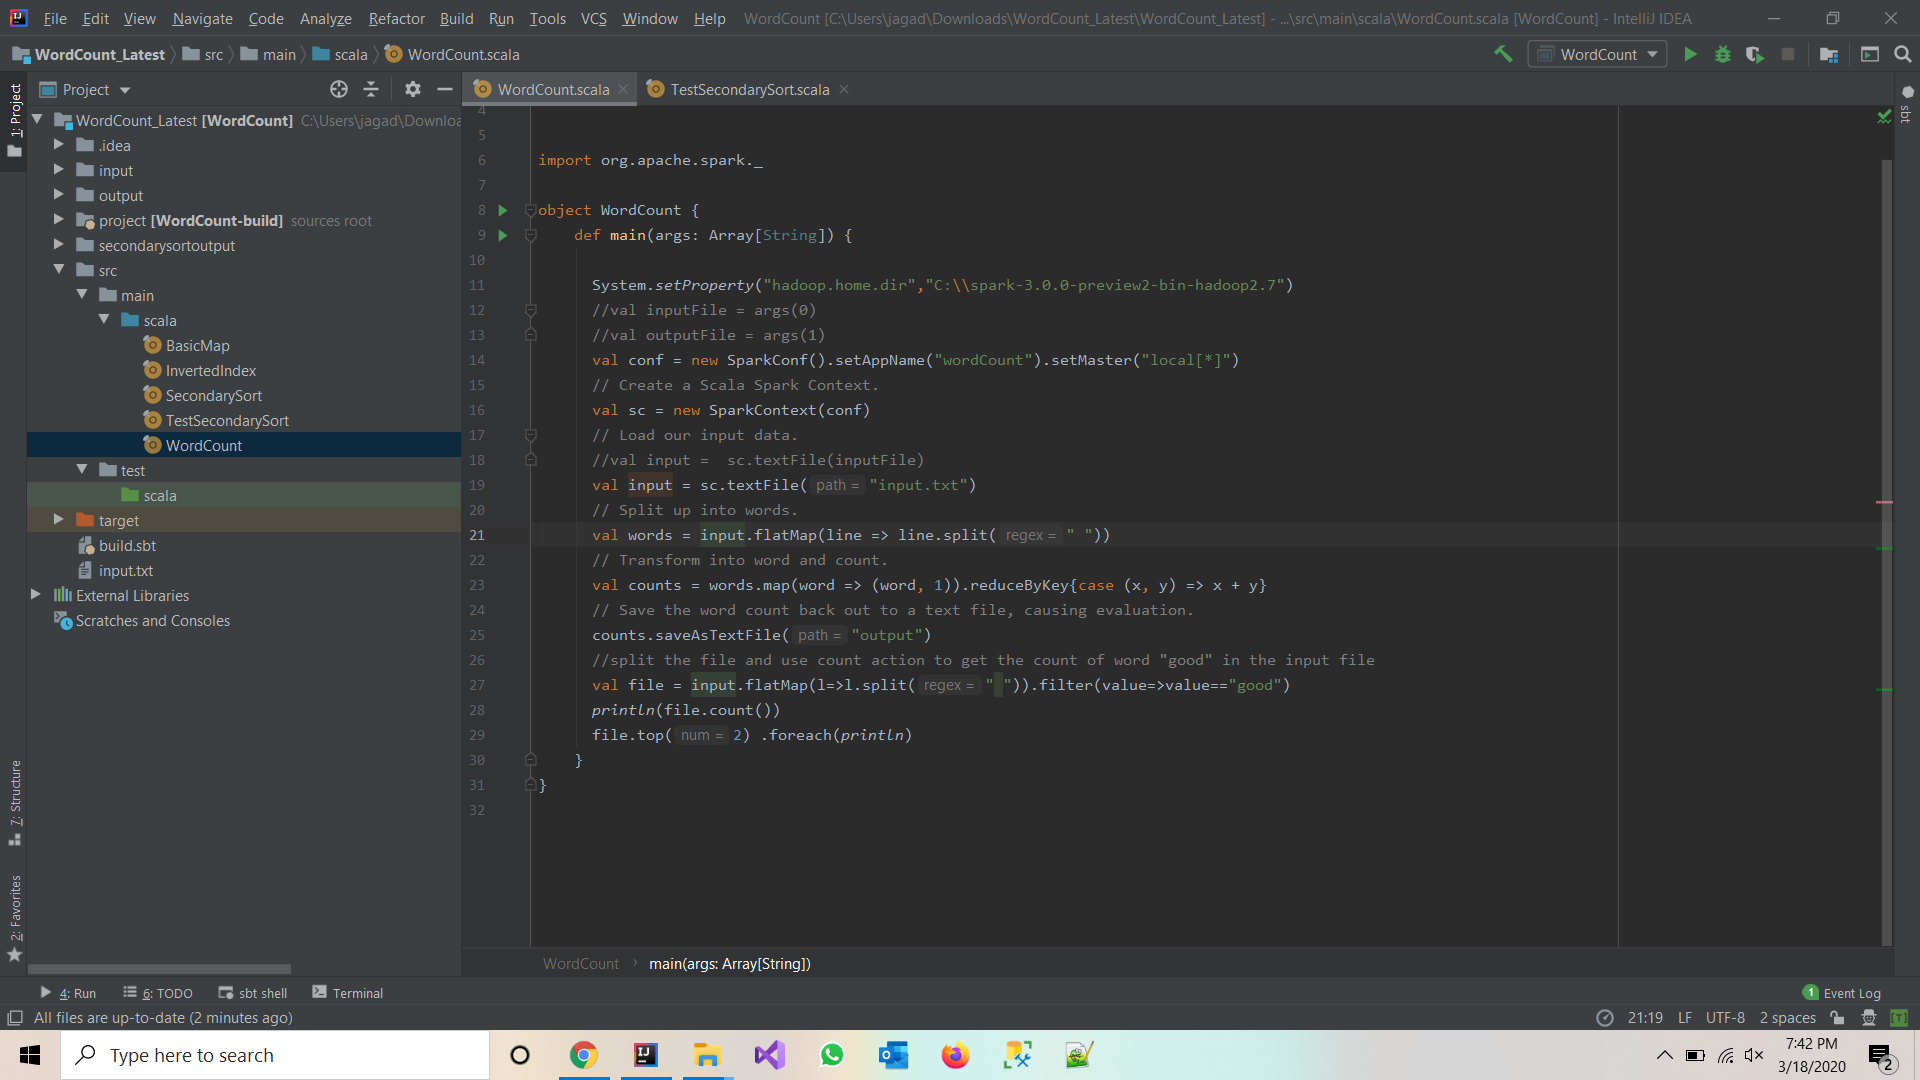 File Edit View Navigate Code Analyze Refactor Build Run Tools VCS Window Help WordCount [C:\Users\jagad\Downloads\WordCount_Latest\WordCount_Latest] - ...\src\main\scala\WordCount.scala [WordCount] - IntelliJ IDEA
WordCount_Latest src main scala WordCount.scala WordCount
Project WordCount.scala TestSecondarySort.scala
1: Project
sbt
WordCount_Latest [WordCount] C:\Users\jagad\Downloa
.idea
input
output
project [WordCount-build] sources root
secondarysortoutput
src
main
scala
BasicMap
InvertedIndex
SecondarySort
TestSecondarySort
WordCount
test
scala
target
build.sbt
input.txt
External Libraries
Scratches and Consoles
7: Structure
2: Favorites
4
5
6 import org.apache.spark._
7
8 object WordCount {
9 def main(args: Array[String]) {
10
11 System.setProperty("hadoop.home.dir","C:\\spark-3.0.0-preview2-bin-hadoop2.7")
12 //val inputFile = args(0)
13 //val outputFile = args(1)
14 val conf = new SparkConf().setAppName("wordCount").setMaster("local[*]")
15 // Create a Scala Spark Context.
16 val sc = new SparkContext(conf)
17 // Load our input data.
18 //val input =  sc.textFile(inputFile)
19 val input = sc.textFile( path = "input.txt")
20 // Split up into words.
21 val words = input.flatMap(line => line.split( regex = " "))
22 // Transform into word and count.
23 val counts = words.map(word => (word, 1)).reduceByKey{case (x, y) => x + y}
24 // Save the word count back out to a text file, causing evaluation.
25 counts.saveAsTextFile( path = "output")
26 //split the file and use count action to get the count of word "good" in the input file
27 val file = input.flatMap(l=>l.split( regex = " ")).filter(value=>value=="good")
28 println(file.count())
29 file.top( num = 2) .foreach(println)
30 }
31 }
32
WordCount › main(args: Array[String])
4: Run 6: TODO sbt shell Terminal 1 Event Log
All files are up-to-date (2 minutes ago) 21:19 LF UTF-8 2 spaces [T]
Type here to search
7:42 PM
3/18/2020
2